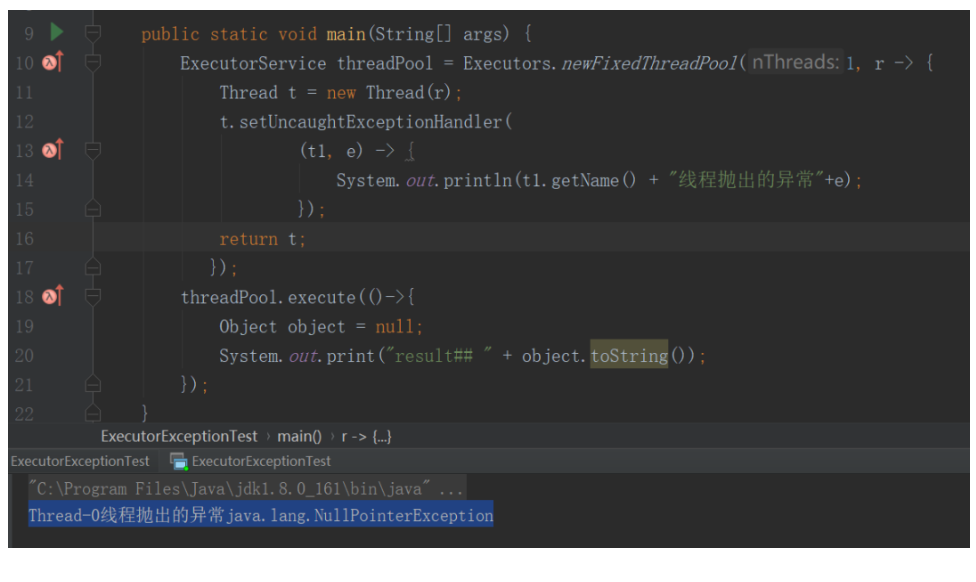 9 public static void main(String[] args) {
10 ExecutorService threadPool = Executors.newFixedThreadPool( nThreads: 1, r -> {
11 Thread t = new Thread(r);
12 t.setUncaughtExceptionHandler(
13 (t1, e) -> {
14 System.out.println(t1.getName() + "线程抛出的异常"+e);
15 });
16 return t;
17 });
18 threadPool.execute(()->{
19 Object object = null;
20 System.out.print("result## " + object.toString());
21 });
22 }
ExecutorExceptionTest › main() › r -> {...}
ExecutorExceptionTest ExecutorExceptionTest
"C:\Program Files\Java\jdk1.8.0_161\bin\java" ...
Thread-0线程抛出的异常java.lang.NullPointerException